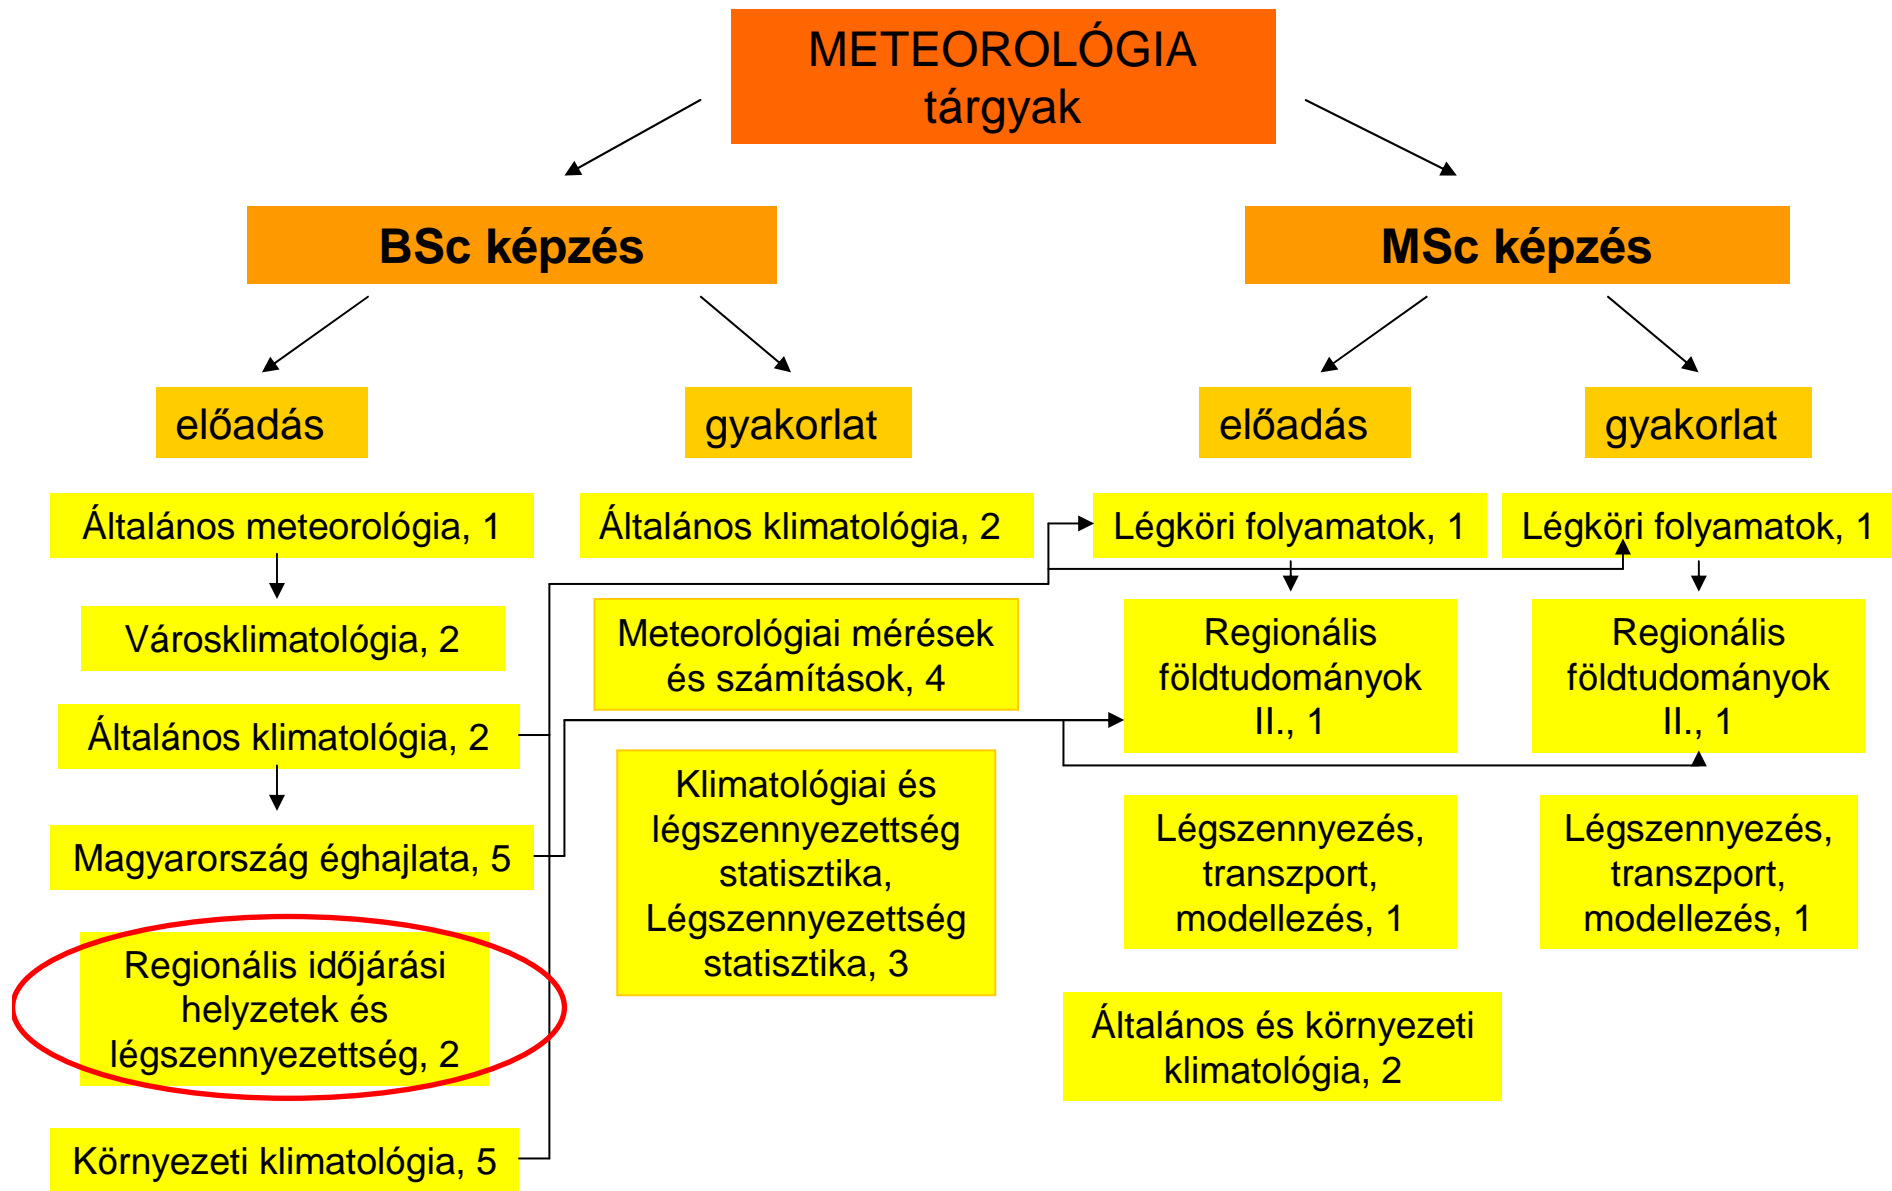 METEOROLÓGIA
tárgyak
BSc képzés
MSc képzés
előadás
gyakorlat
előadás
gyakorlat
Általános meteorológia, 1
Városklimatológia, 2
Általános klimatológia, 2
Magyarország éghajlata, 5
Regionális időjárási
helyzetek és
légszennyezettség, 2
Környezeti klimatológia, 5
Általános klimatológia, 2
Meteorológiai mérések
és számítások, 4
Klimatológiai és
légszennyezettség
statisztika,
Légszennyezettség
statisztika, 3
Légköri folyamatok, 1
Regionális
földtudományok
II., 1
Légszennyezés,
transzport,
modellezés, 1
Általános és környezeti
klimatológia, 2
Légköri folyamatok, 1
Regionális
földtudományok
II., 1
Légszennyezés,
transzport,
modellezés, 1